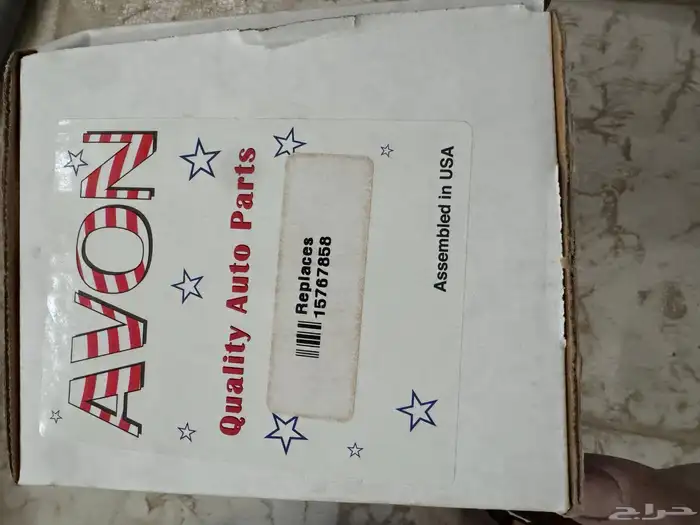 AVON
Quality Auto Parts
Replaces
15767858
Assembled in USA
حراج